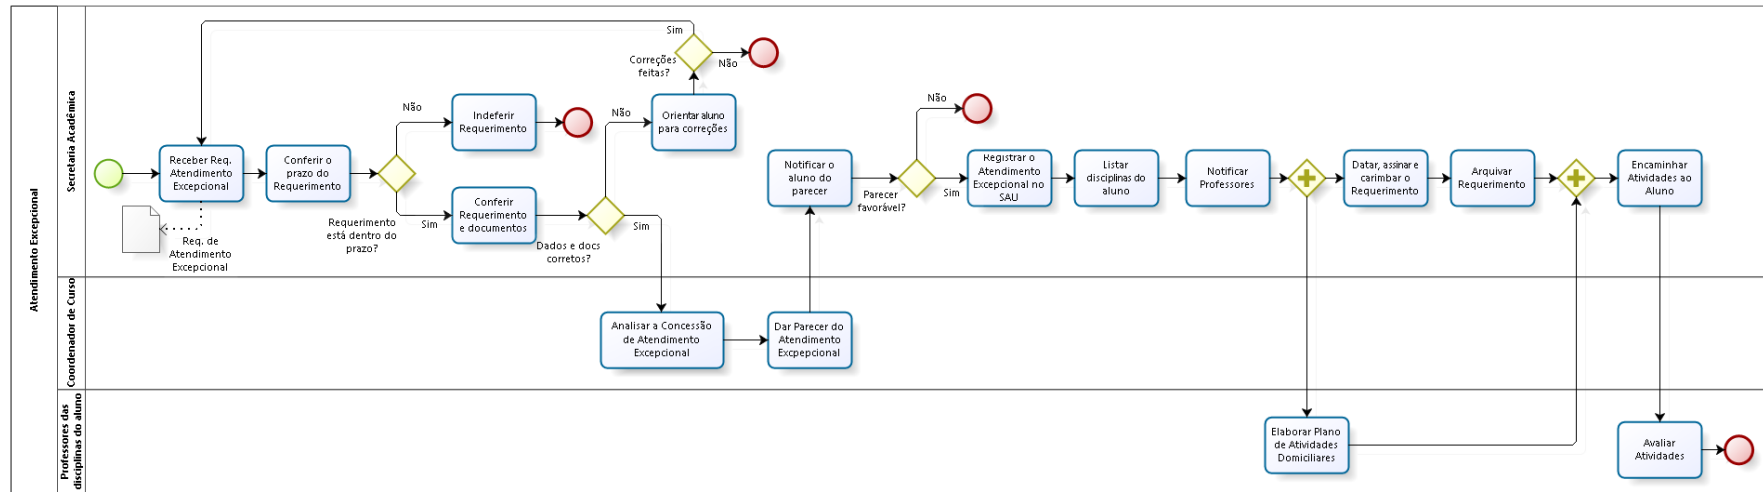 Atendimento Excepcional
Secretaria Acadêmica
Receber Req.
Atendimento
Excepcional
Req. de
Atendimento
Excepcional
Conferir o
prazo do
Requerimento
Requerimento
está dentro do
prazo?
Não
Sim
Indeferir
Requerimento
Conferir
Requerimento
e documentos
Dados e docs
corretos?
Não
Sim
Orientar aluno
para correções
Correções
feitas?
Sim
Não
Notificar o
aluno do
parecer
Parecer
favorável?
Não
Sim
Registrar o
Atendimento
Excepcional no
SAU
Listar
disciplinas do
aluno
Notificar
Professores
Datar, assinar e
carimbar o
Requerimento
Arquivar
Requerimento
Encaminhar
Atividades ao
Aluno
Coordenador de Curso
Analisar a Concessão
de Atendimento
Excepcional
Dar Parecer do
Atendimento
Excpepcional
Professores das
disciplinas do aluno
Elaborar Plano
de Atividades
Domiciliares
Avaliar
Atividades